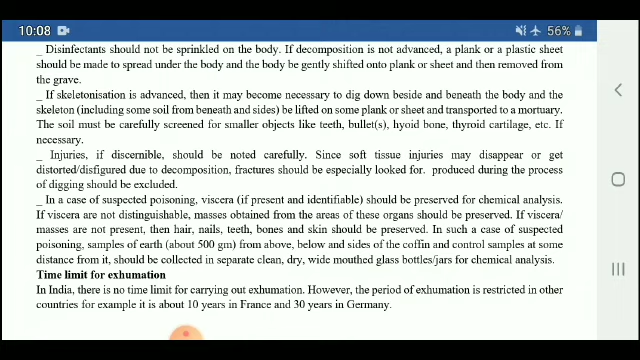 10:08
56%
_ Disinfectants should not be sprinkled on the body. If decomposition is not advanced, a plank or a plastic sheet
should be made to spread under the body and the body be gently shifted onto plank or sheet and then removed from
the grave.
_ If skeletonisation is advanced, then it may become necessary to dig down beside and beneath the body and the
skeleton (including some soil from beneath and sides) be lifted on some plank or sheet and transported to a mortuary.
The soil must be carefully screened for smaller objects like teeth, bullet(s), hyoid bone, thyroid cartilage, etc. If
necessary.
_ Injuries, if discernible, should be noted carefully. Since soft tissue injuries may disappear or get
distorted/disfigured due to decomposition, fractures should be especially looked for. produced during the process
of digging should be excluded.
_ In a case of suspected poisoning, viscera (if present and identifiable) should be preserved for chemical analysis.
If viscera are not distinguishable, masses obtained from the areas of these organs should be preserved. If viscera/
masses are not present, then hair, nails, teeth, bones and skin should be preserved. In such a case of suspected
poisoning, samples of earth (about 500 gm) from above, below and sides of the coffin and control samples at some
distance from it, should be collected in separate clean, dry, wide mouthed glass bottles/jars for chemical analysis.
Time limit for exhumation
In India, there is no time limit for carrying out exhumation. However, the period of exhumation is restricted in other
countries for example it is about 10 years in France and 30 years in Germany.